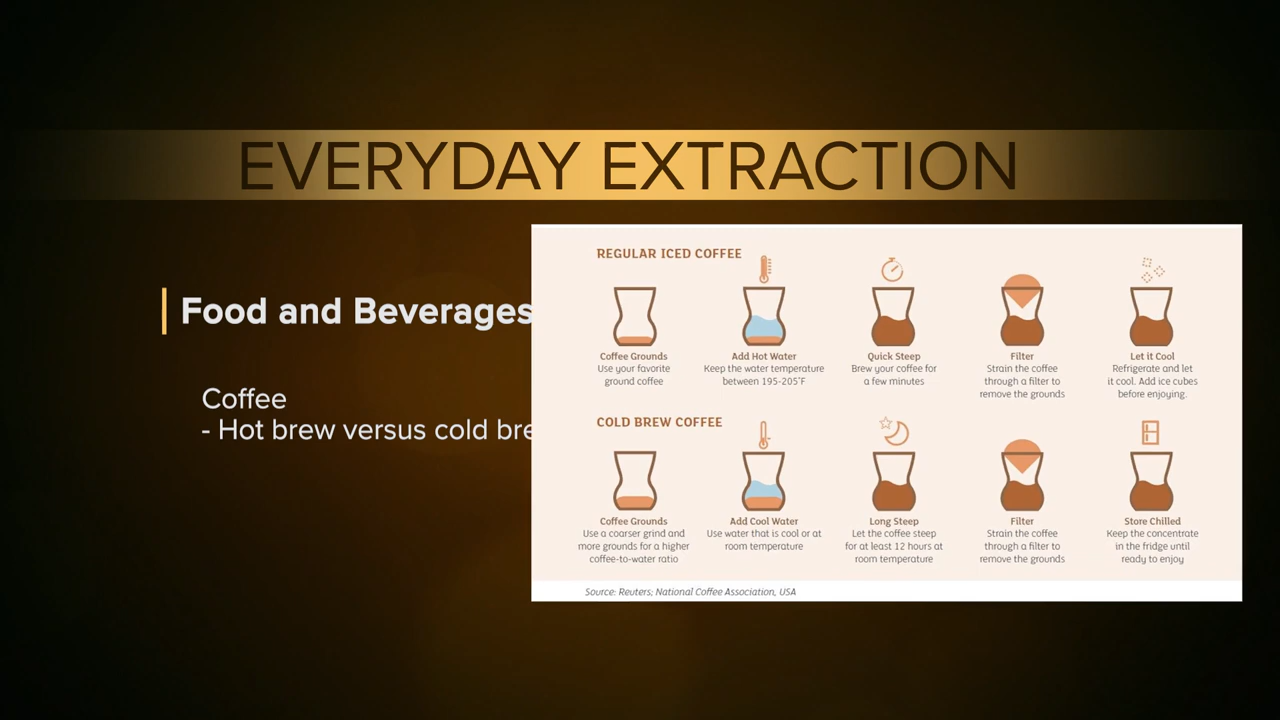 EVERYDAY EXTRACTION
Food and Beverages
Coffee
- Hot brew versus cold bre
REGULAR ICED COFFEE
Coffee Grounds
Use your favorite
ground coffee
Add Hot Water
Keep the water temperature
between 195-205°F
Quick Steep
Brew your coffee for
a few minutes
Filter
Strain the coffee
through a filter to
remove the grounds
Let it Cool
Refrigerate and let
it cool. Add ice cubes
before enjoying.
COLD BREW COFFEE
Coffee Grounds
Use a coarser grind and
more grounds for a higher
coffee-to-water ratio
Add Cool Water
Use water that is cool or at
room temperature
Long Steep
Let the coffee steep
for at least 12 hours at
room temperature
Filter
Strain the coffee
through a filter to
remove the grounds
Store Chilled
Keep the concentrate
in the fridge until
ready to enjoy
Source: Reuters; National Coffee Association, USA